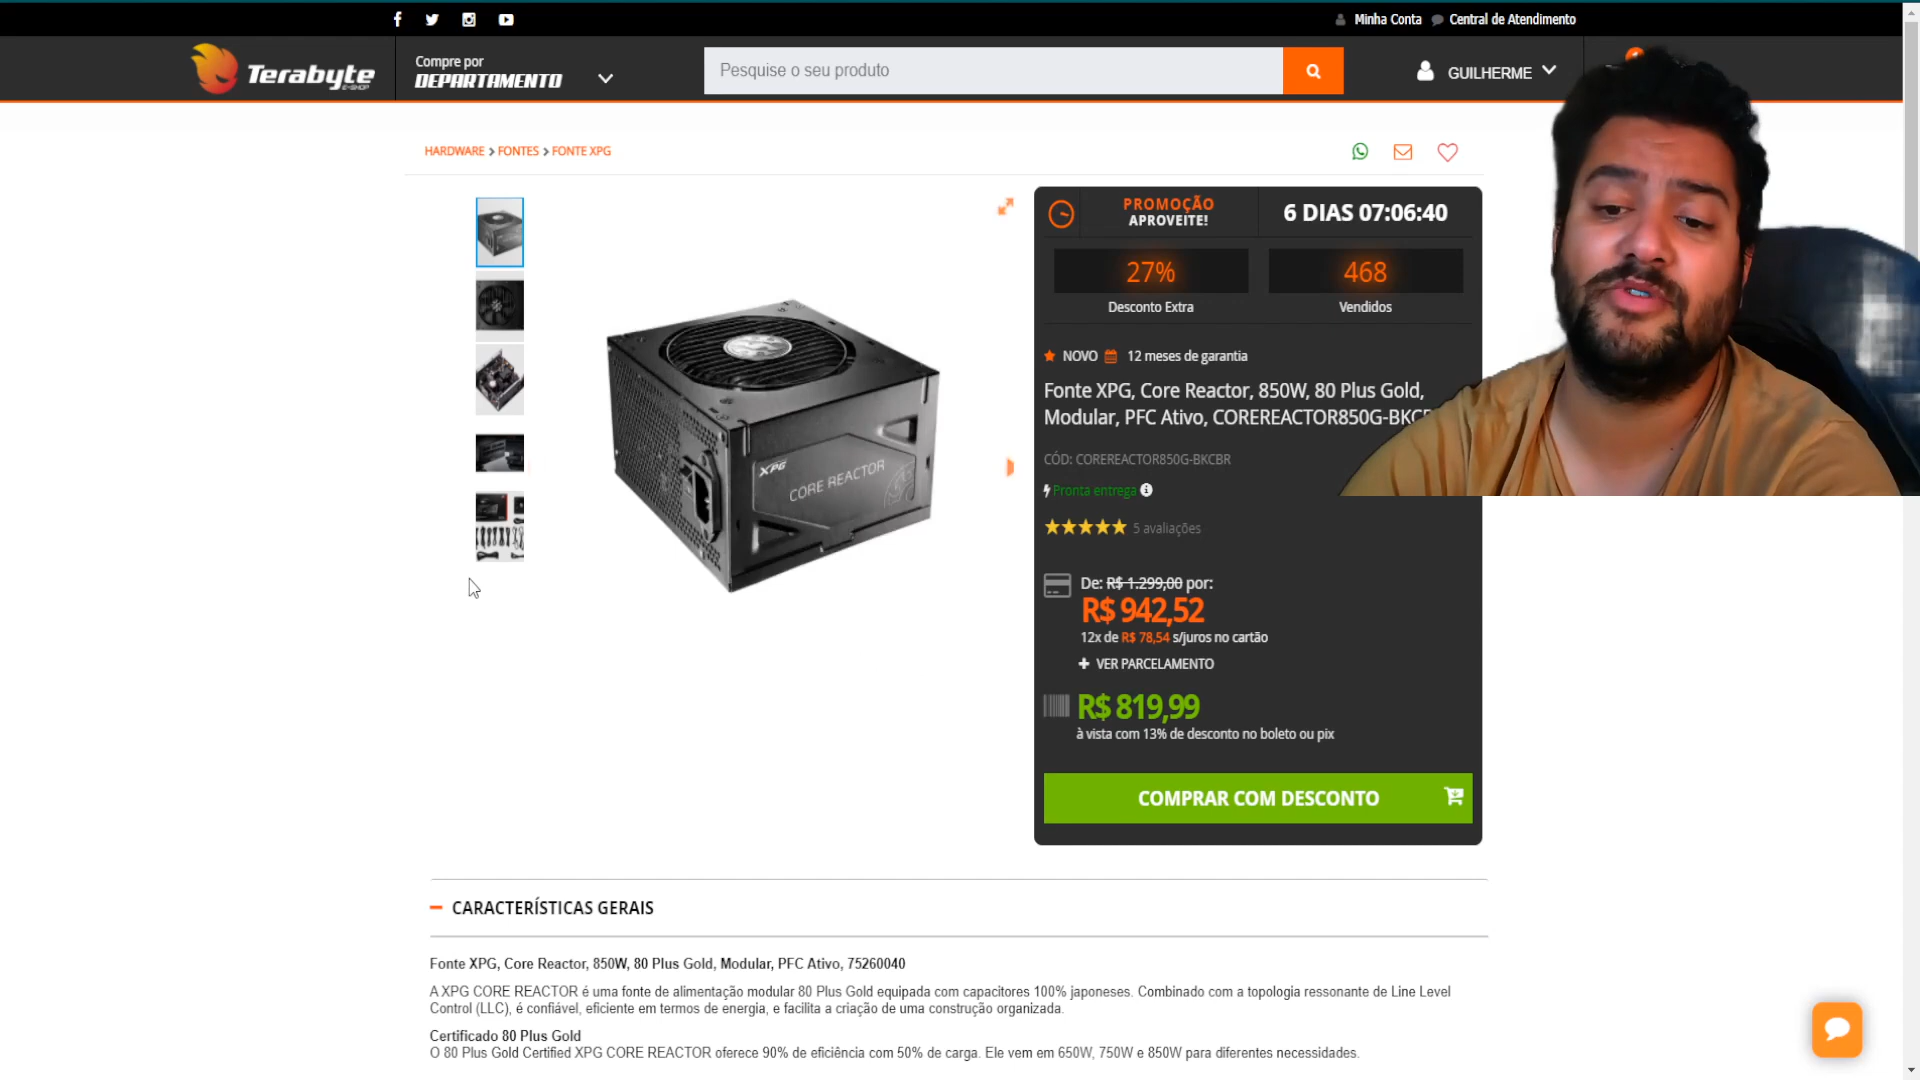 Minha Conta
Central de Atendimento
Terabyte
E-SHOP
Compre por
DEPARTAMENTO
Pesquise o seu produto
GUILHERME
HARDWARE > FONTES > FONTE XPG
PROMOÇÃO
APROVEITE!
6 DIAS 07:06:40
27%
Desconto Extra
468
Vendidos
NOVO
12 meses de garantia
Fonte XPG, Core Reactor, 850W, 80 Plus Gold,
Modular, PFC Ativo, COREREACTOR850G-BKCB
CÓD: COREREACTOR850G-BKCBR
Pronta entrega
5 avaliações
XPG
CORE REACTOR
De: R$ 1.299,00 por:
R$ 942,52
12x de R$ 78,54 s/juros no cartão
+ VER PARCELAMENTO
R$ 819,99
à vista com 13% de desconto no boleto ou pix
COMPRAR COM DESCONTO
CARACTERÍSTICAS GERAIS
Fonte XPG, Core Reactor, 850W, 80 Plus Gold, Modular, PFC Ativo, 75260040
A XPG CORE REACTOR é uma fonte de alimentação modular 80 Plus Gold equipada com capacitores 100% japoneses. Combinado com a topologia ressonante de Line Level
Control (LLC), é confiável, eficiente em termos de energia, e facilita a criação de uma construção organizada.
Certificado 80 Plus Gold
O 80 Plus Gold Certified XPG CORE REACTOR oferece 90% de eficiência com 50% de carga. Ele vem em 650W, 750W e 850W para diferentes necessidades.